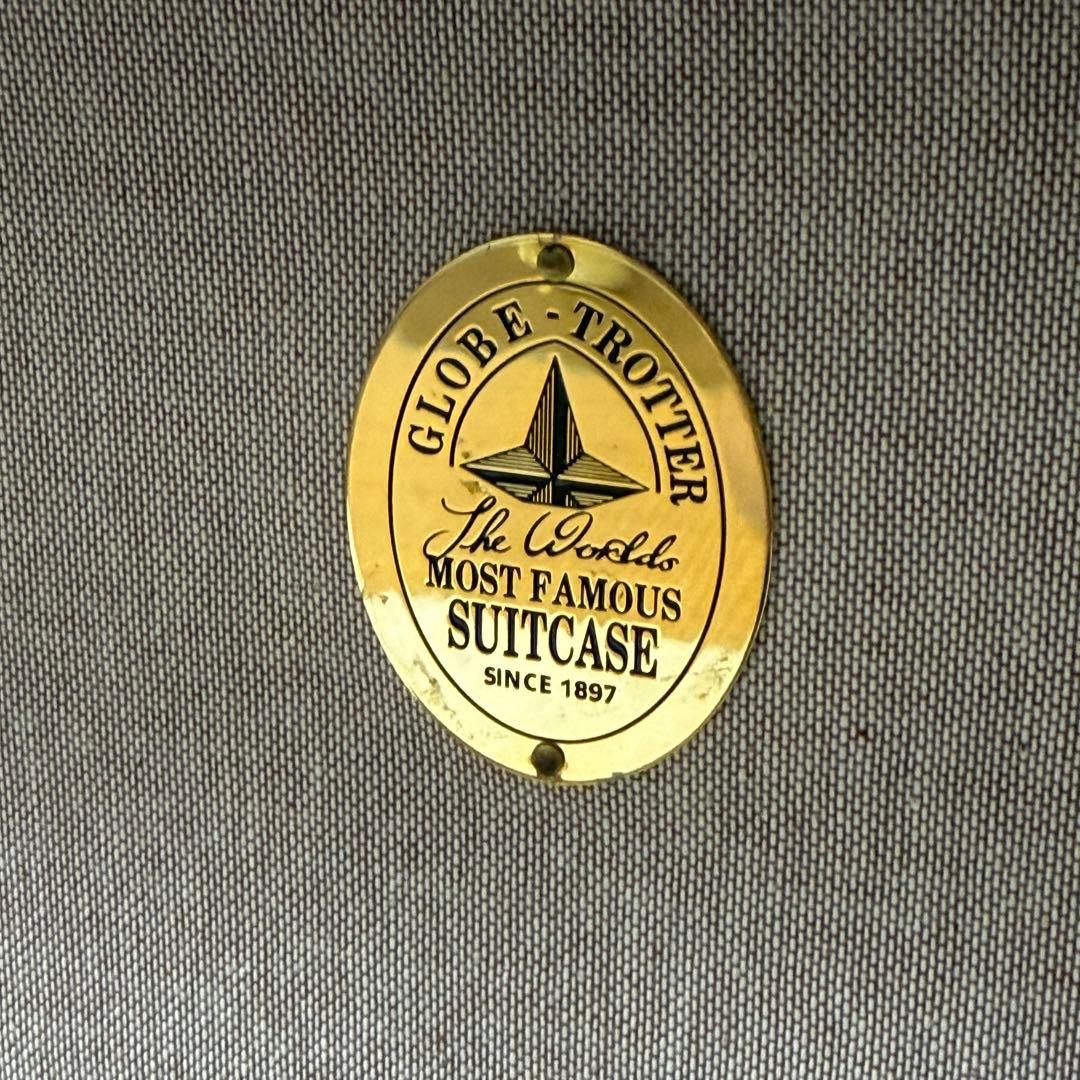 GLOBE - TROTTER
The Worlds
MOST FAMOUS
SUITCASE
SINCE 1897